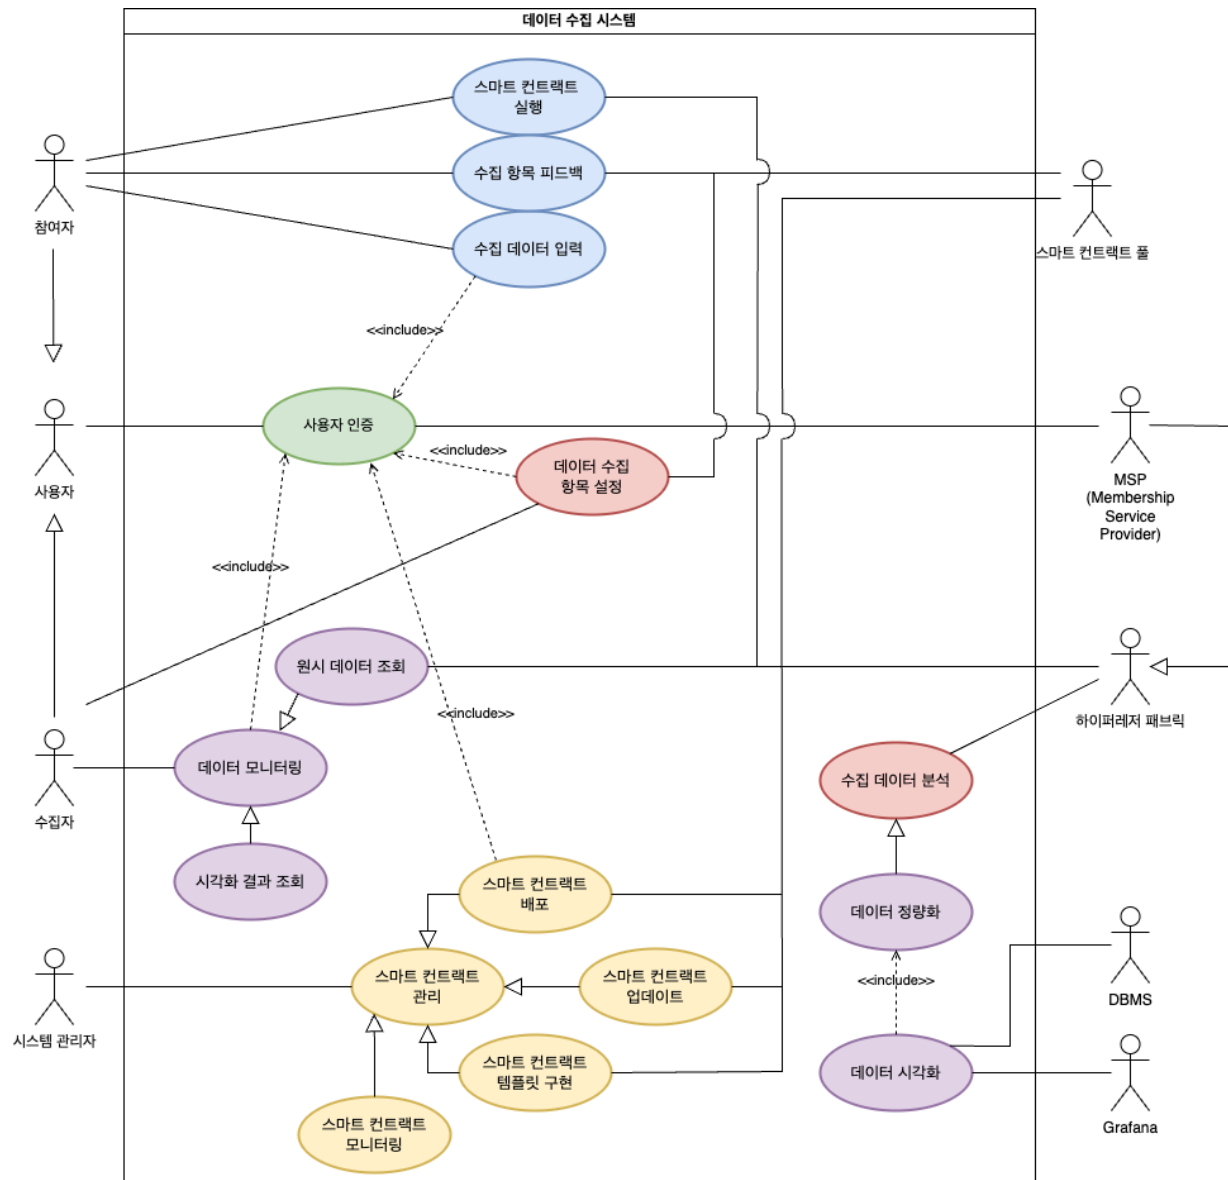 데이터 수집 시스템
스마트 컨트랙트
실행
수집 항목 피드백
참여자
수집 데이터 입력
스마트 컨트랙트 풀
<<include>>
사용자 인증
<<include>>
데이터 수집
항목 설정
사용자
MSP
(Membership
Service
Provider)
<<include>>
원시 데이터 조회
<<include>>
하이퍼레저 패브릭
데이터 모니터링
수집 데이터 분석
수집자
시각화 결과 조회
스마트 컨트랙트
배포
데이터 정량화
스마트 컨트랙트
관리
스마트 컨트랙트
업데이트
<<include>>
DBMS
시스템 관리자
스마트 컨트랙트
템플릿 구현
데이터 시각화
스마트 컨트랙트
모니터링
Grafana